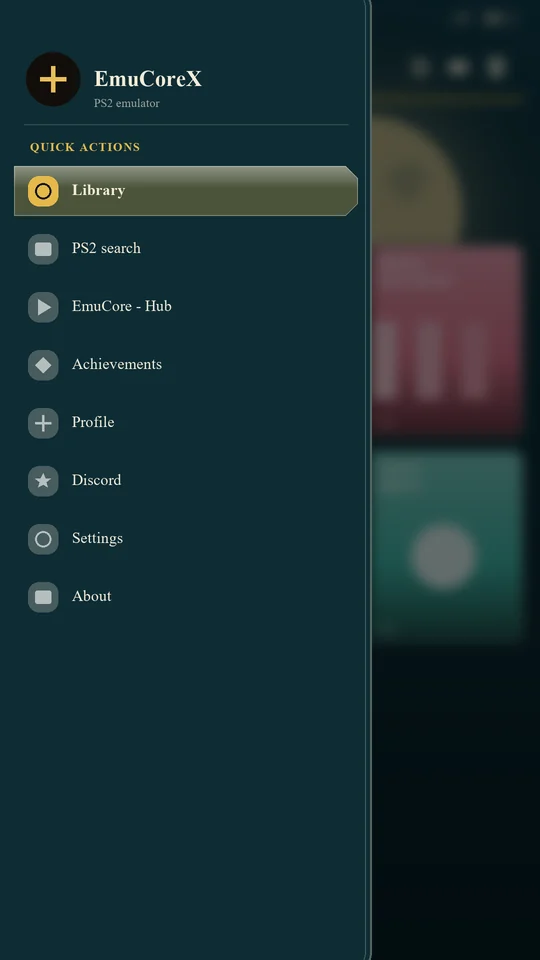 EmuCoreX
PS2 emulator
QUICK ACTIONS
Library
PS2 search
EmuCore - Hub
Achievements
Profile
Discord
Settings
About